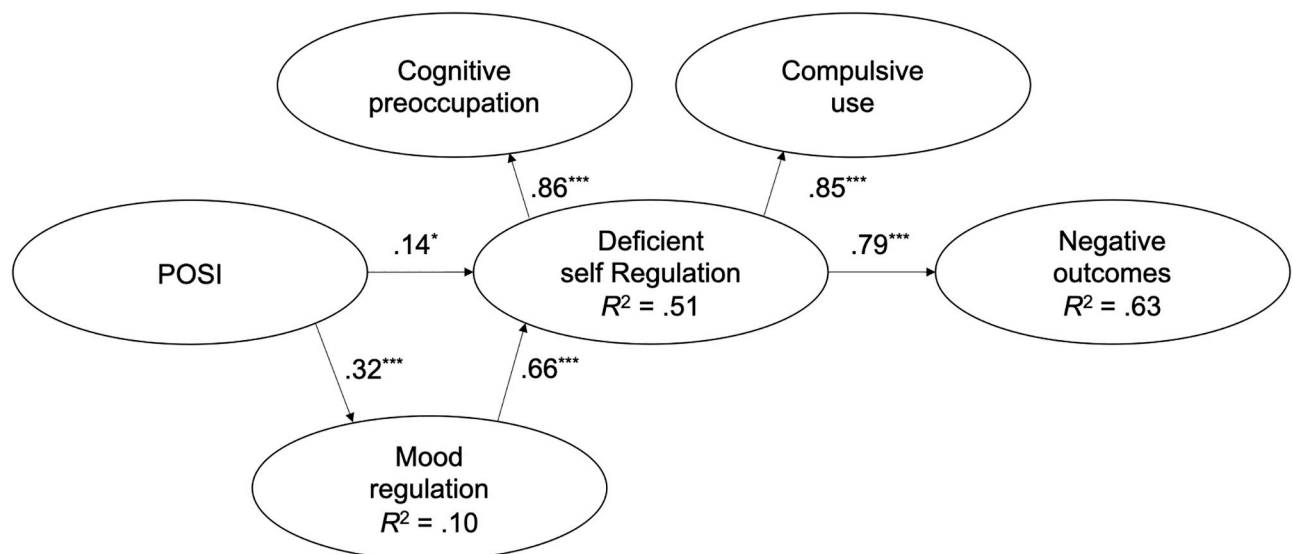 Cognitive
preoccupation
Compulsive
use
.86***
.85***
POSI
.14*
Deficient
self Regulation
R² = .51
.79***
Negative
outcomes
R² = .63
.32***
.66***
Mood
regulation
R² = .10